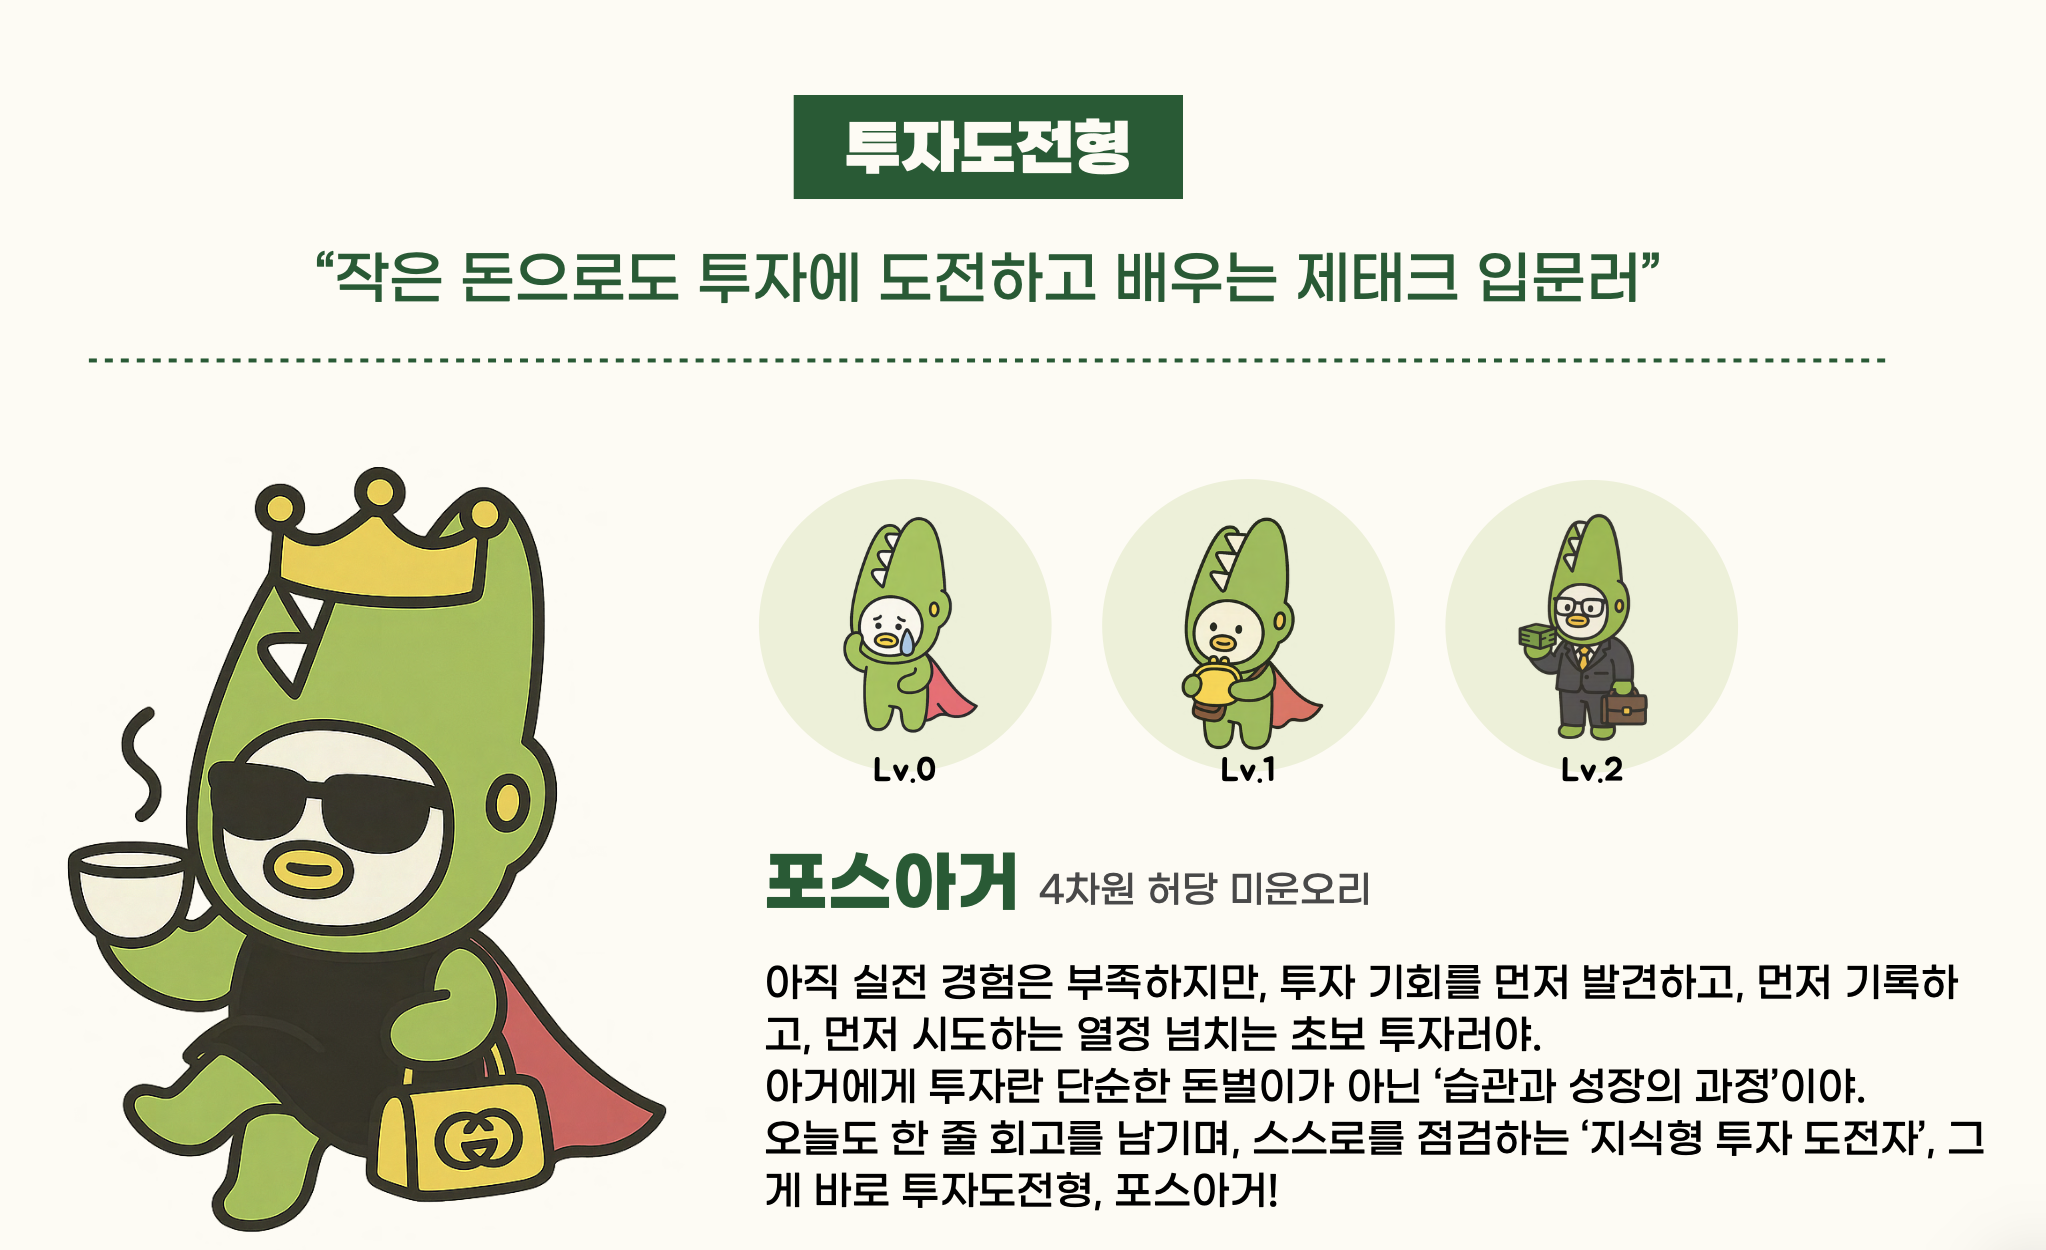 투자도전형
“작은 돈으로도 투자에 도전하고 배우는 제태크 입문러”
Lv.0
Lv.1
Lv.2
포스아거 4차원 허당 미운오리
아직 실전 경험은 부족하지만, 투자 기회를 먼저 발견하고, 먼저 기록하
고, 먼저 시도하는 열정 넘치는 초보 투자러야.
아거에게 투자란 단순한 돈벌이가 아닌 ‘습관과 성장의 과정’이야.
오늘도 한 줄 회고를 남기며, 스스로를 점검하는 ‘지식형 투자 도전자’, 그
게 바로 투자도전형, 포스아거!